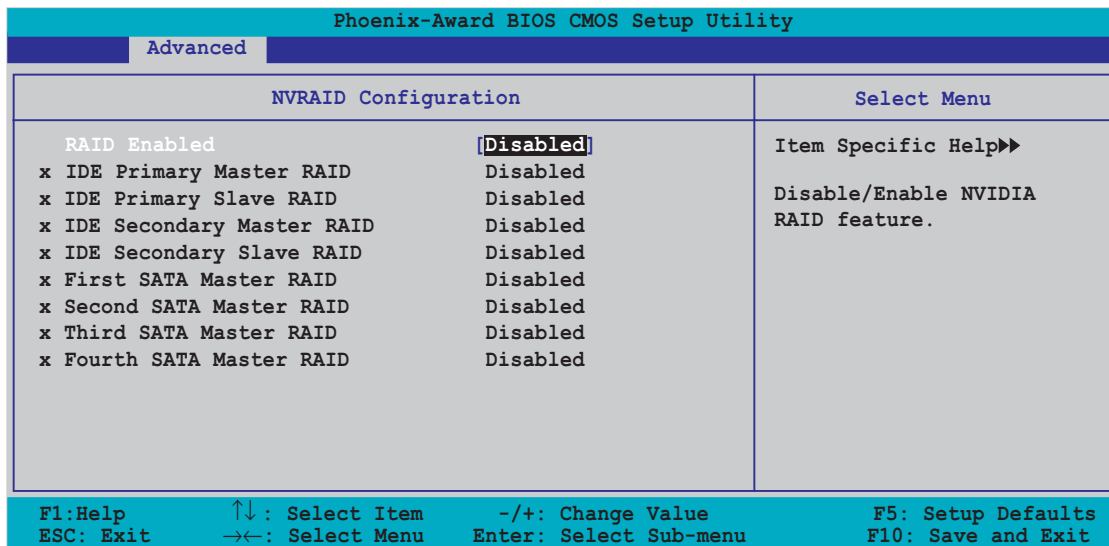 Phoenix-Award BIOS CMOS Setup Utility
Advanced
NVRAID Configuration
Select Menu
RAID Enabled [Disabled]
x IDE Primary Master RAID Disabled
x IDE Primary Slave RAID Disabled
x IDE Secondary Master RAID Disabled
x IDE Secondary Slave RAID Disabled
x First SATA Master RAID Disabled
x Second SATA Master RAID Disabled
x Third SATA Master RAID Disabled
x Fourth SATA Master RAID Disabled
Item Specific Help▶▶
Disable/Enable NVIDIA
RAID feature.
F1:Help ↑↓: Select Item -/+: Change Value F5: Setup Defaults
ESC: Exit →←: Select Menu Enter: Select Sub-menu F10: Save and Exit